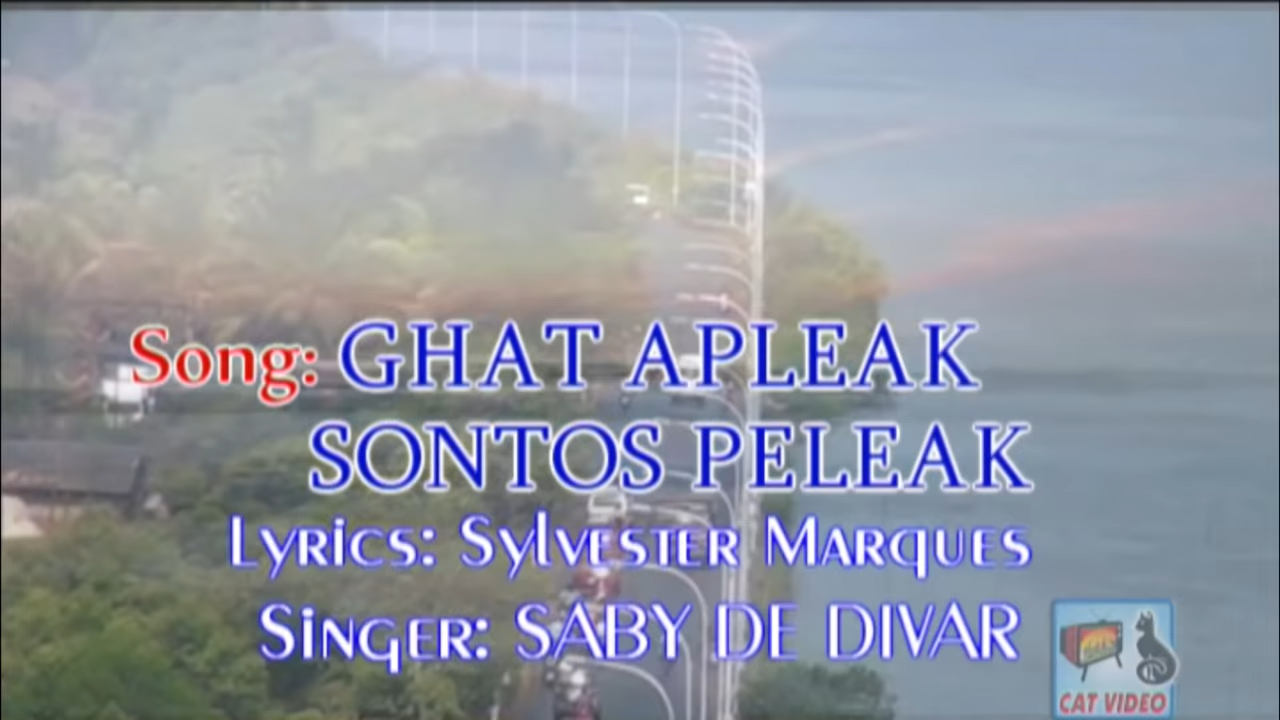 Song: GHAT APLEAK
SONTOS PELEAK
Lyrics: Sylvester Marques
Singer: SABY DE DIVAR
CAT VIDEO